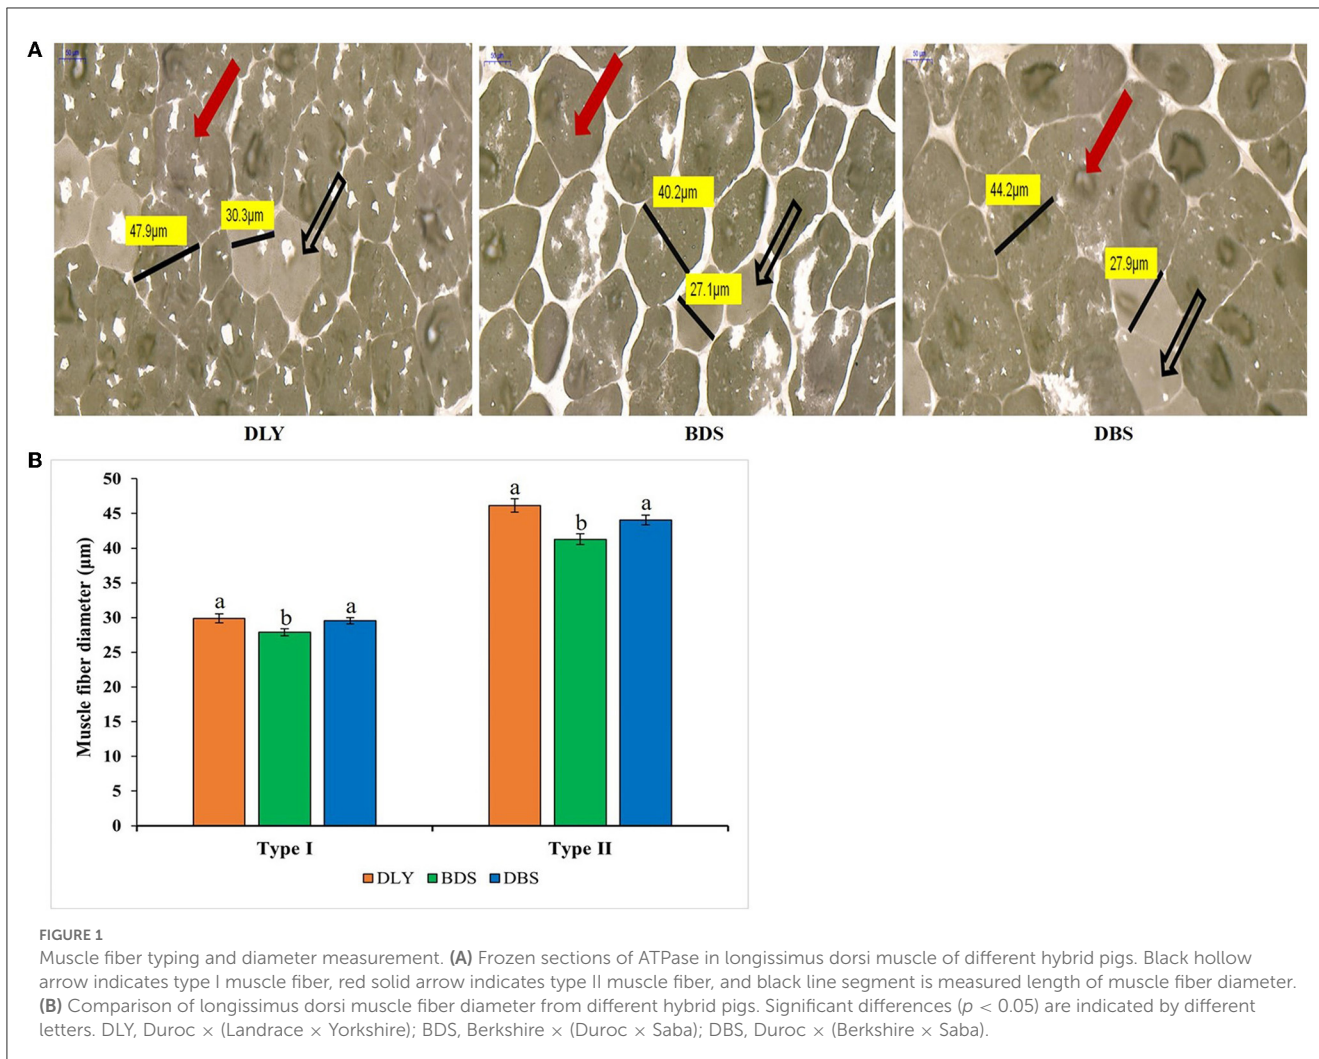 A
50 µm
50 µm
50 µm
47.9µm
30.3µm
40.2µm
27.1µm
44.2µm
27.9µm
DLY
BDS
DBS
B
Muscle fiber diameter (µm)
50
45
40
35
30
25
20
15
10
5
0
a
b
a
a
b
a
Type I
Type II
DLY
BDS
DBS
FIGURE 1
Muscle fiber typing and diameter measurement. (A) Frozen sections of ATPase in longissimus dorsi muscle of different hybrid pigs. Black hollow
arrow indicates type I muscle fiber, red solid arrow indicates type II muscle fiber, and black line segment is measured length of muscle fiber diameter.
(B) Comparison of longissimus dorsi muscle fiber diameter from different hybrid pigs. Significant differences (p < 0.05) are indicated by different
letters. DLY, Duroc × (Landrace × Yorkshire); BDS, Berkshire × (Duroc × Saba); DBS, Duroc × (Berkshire × Saba).